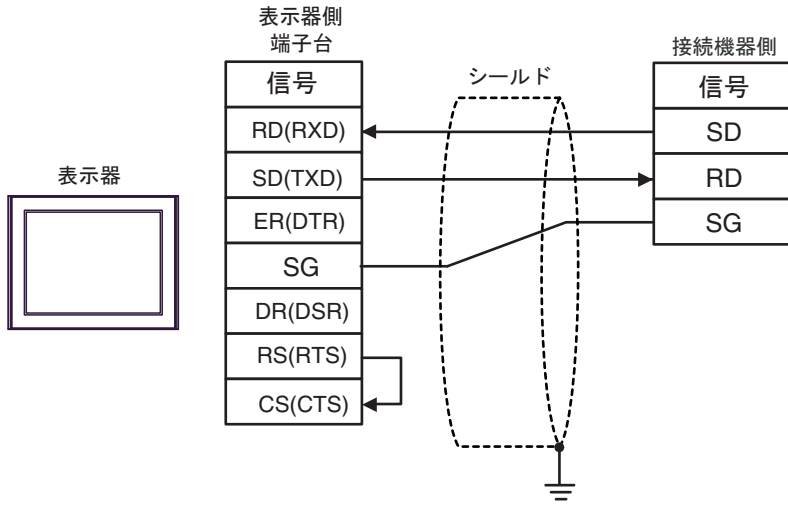 表示器側
端子台
接続機器側
信号
シールド
信号
RD(RXD)
SD
表示器
SD(TXD)
RD
ER(DTR)
SG
SG
DR(DSR)
RS(RTS)
CS(CTS)